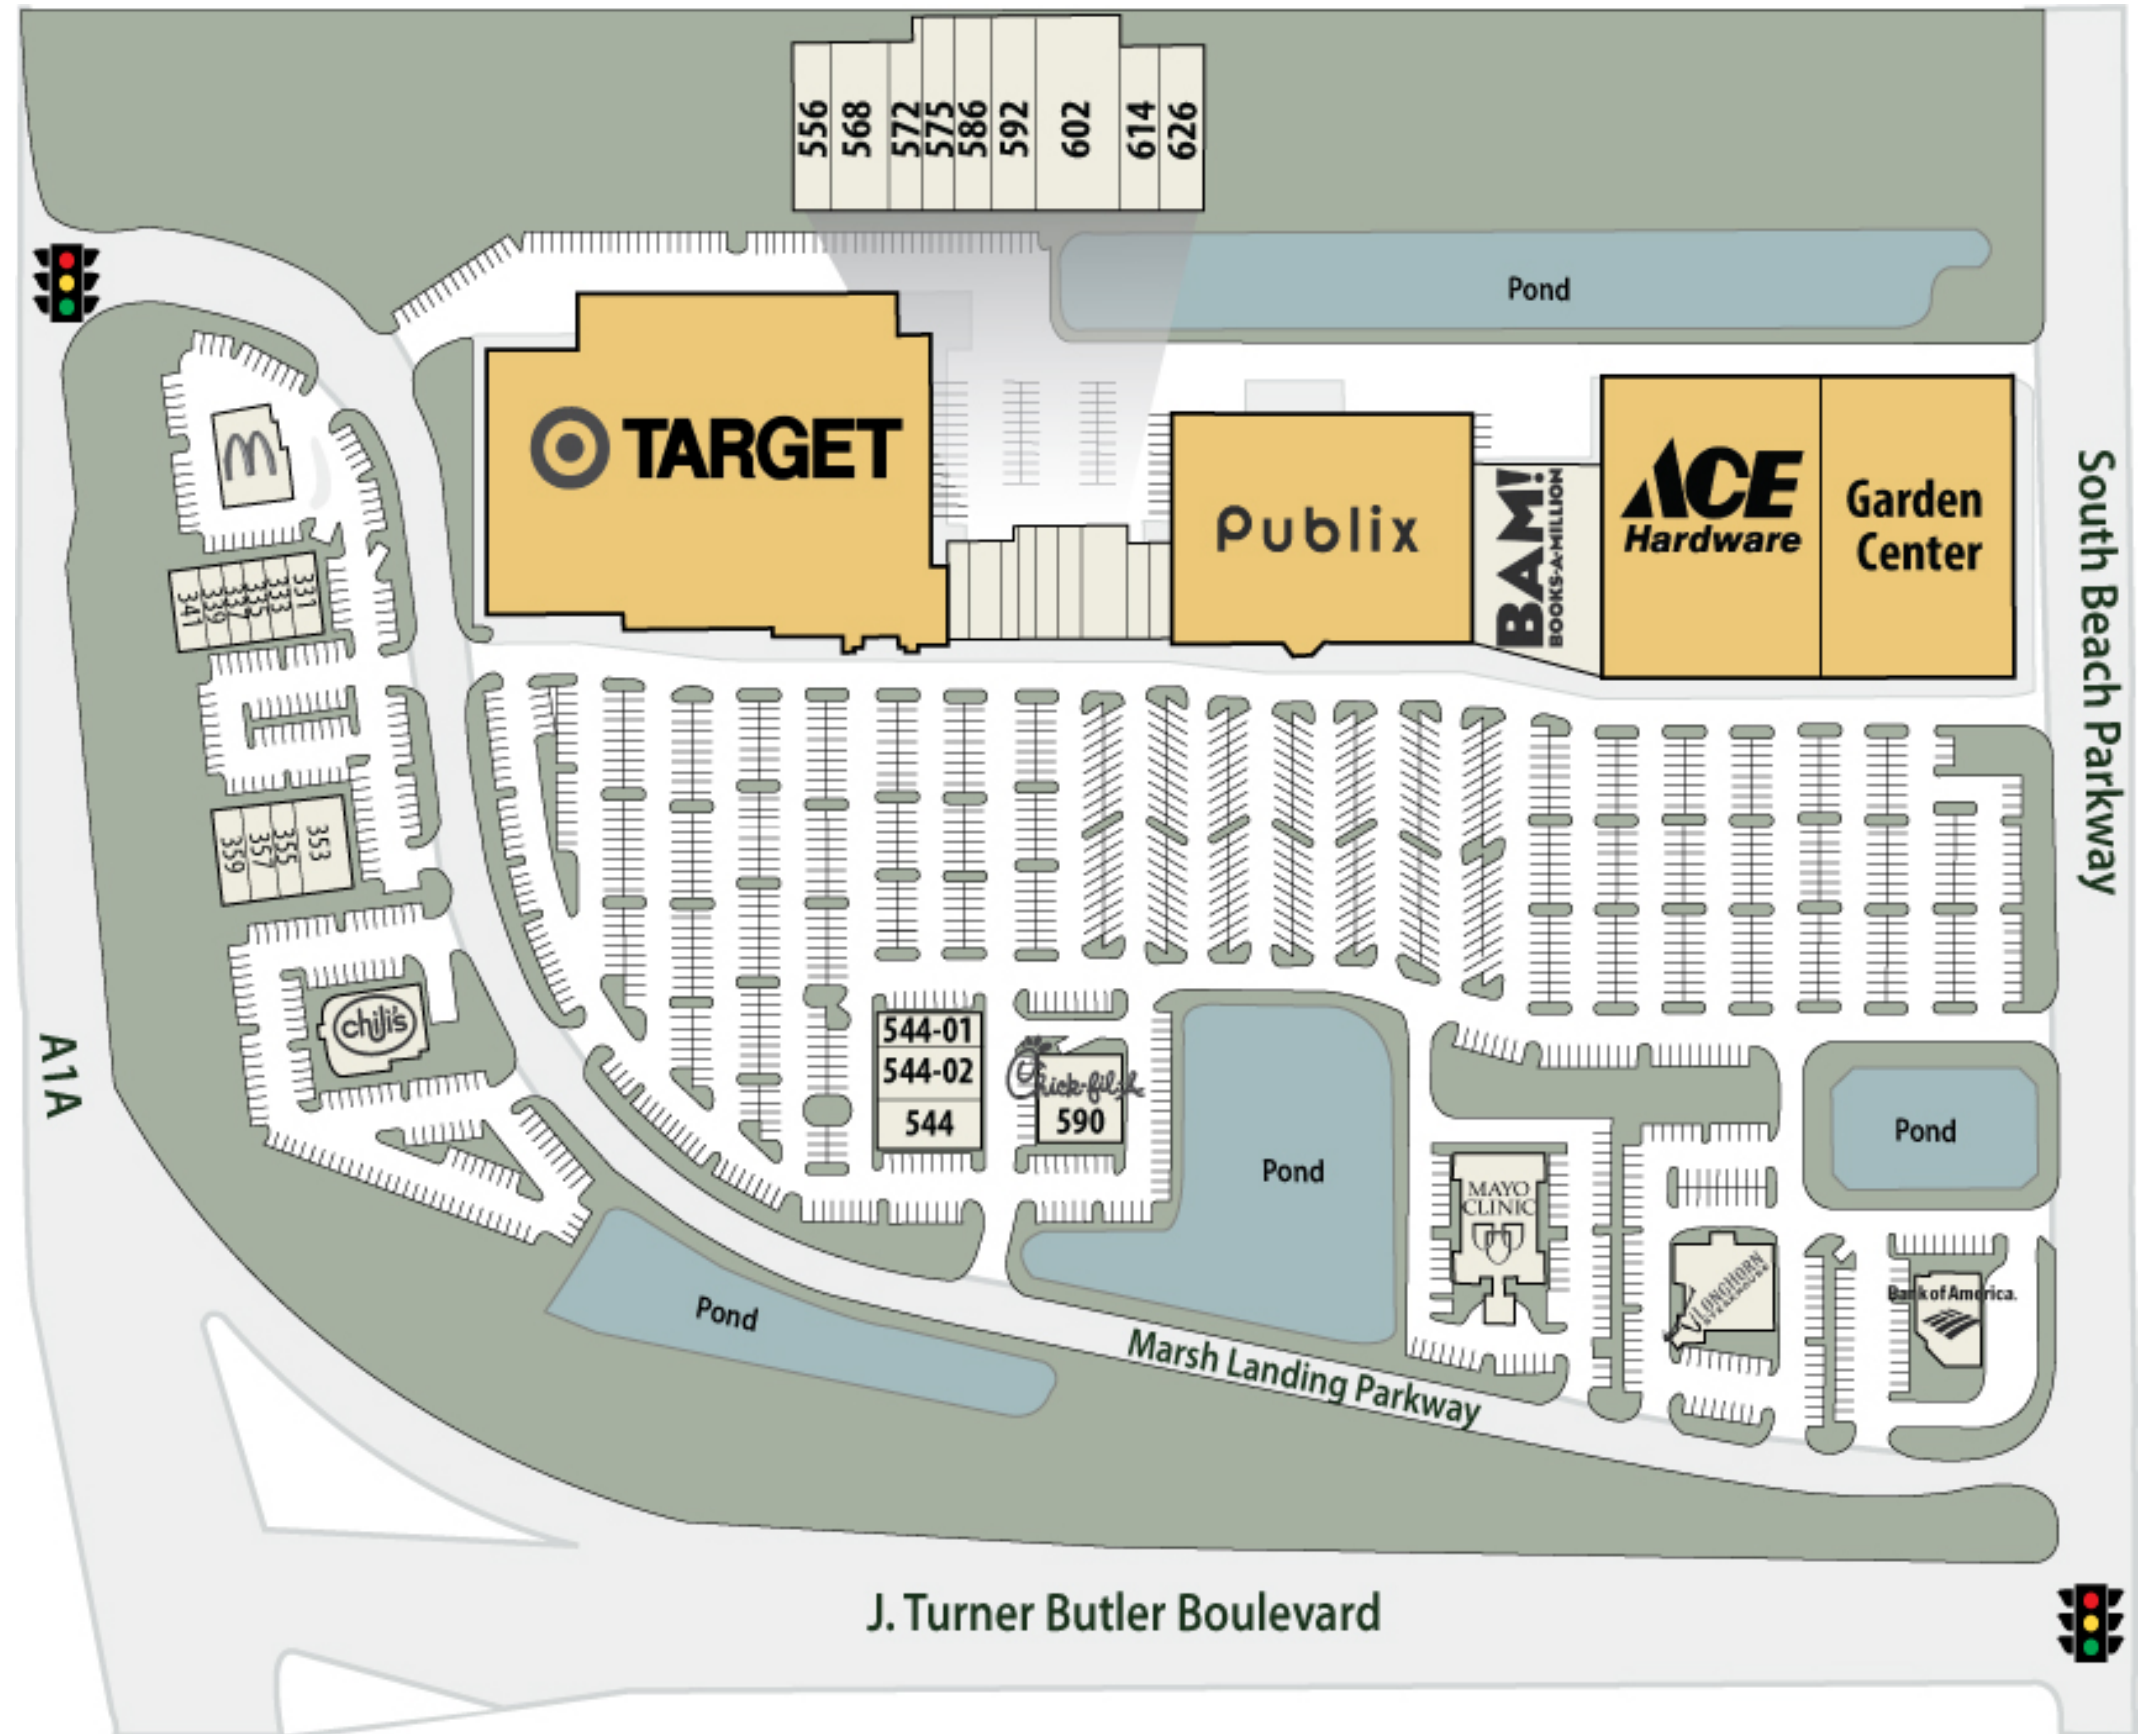 556
568
572
575
586
592
602
614
626
Pond
TARGET
Publix
BAM!
BOOKS-A-MILLION
ACE
Hardware
Garden
Center
South Beach Parkway
341
339
337
335
333
331
359
357
355
353
chili's
A1A
544-01
544-02
544
Chick-fil-A
590
Pond
Pond
MAYO
CLINIC
LONGHORN
STEAKHOUSE
Bank of America.
Pond
Marsh Landing Parkway
J. Turner Butler Boulevard